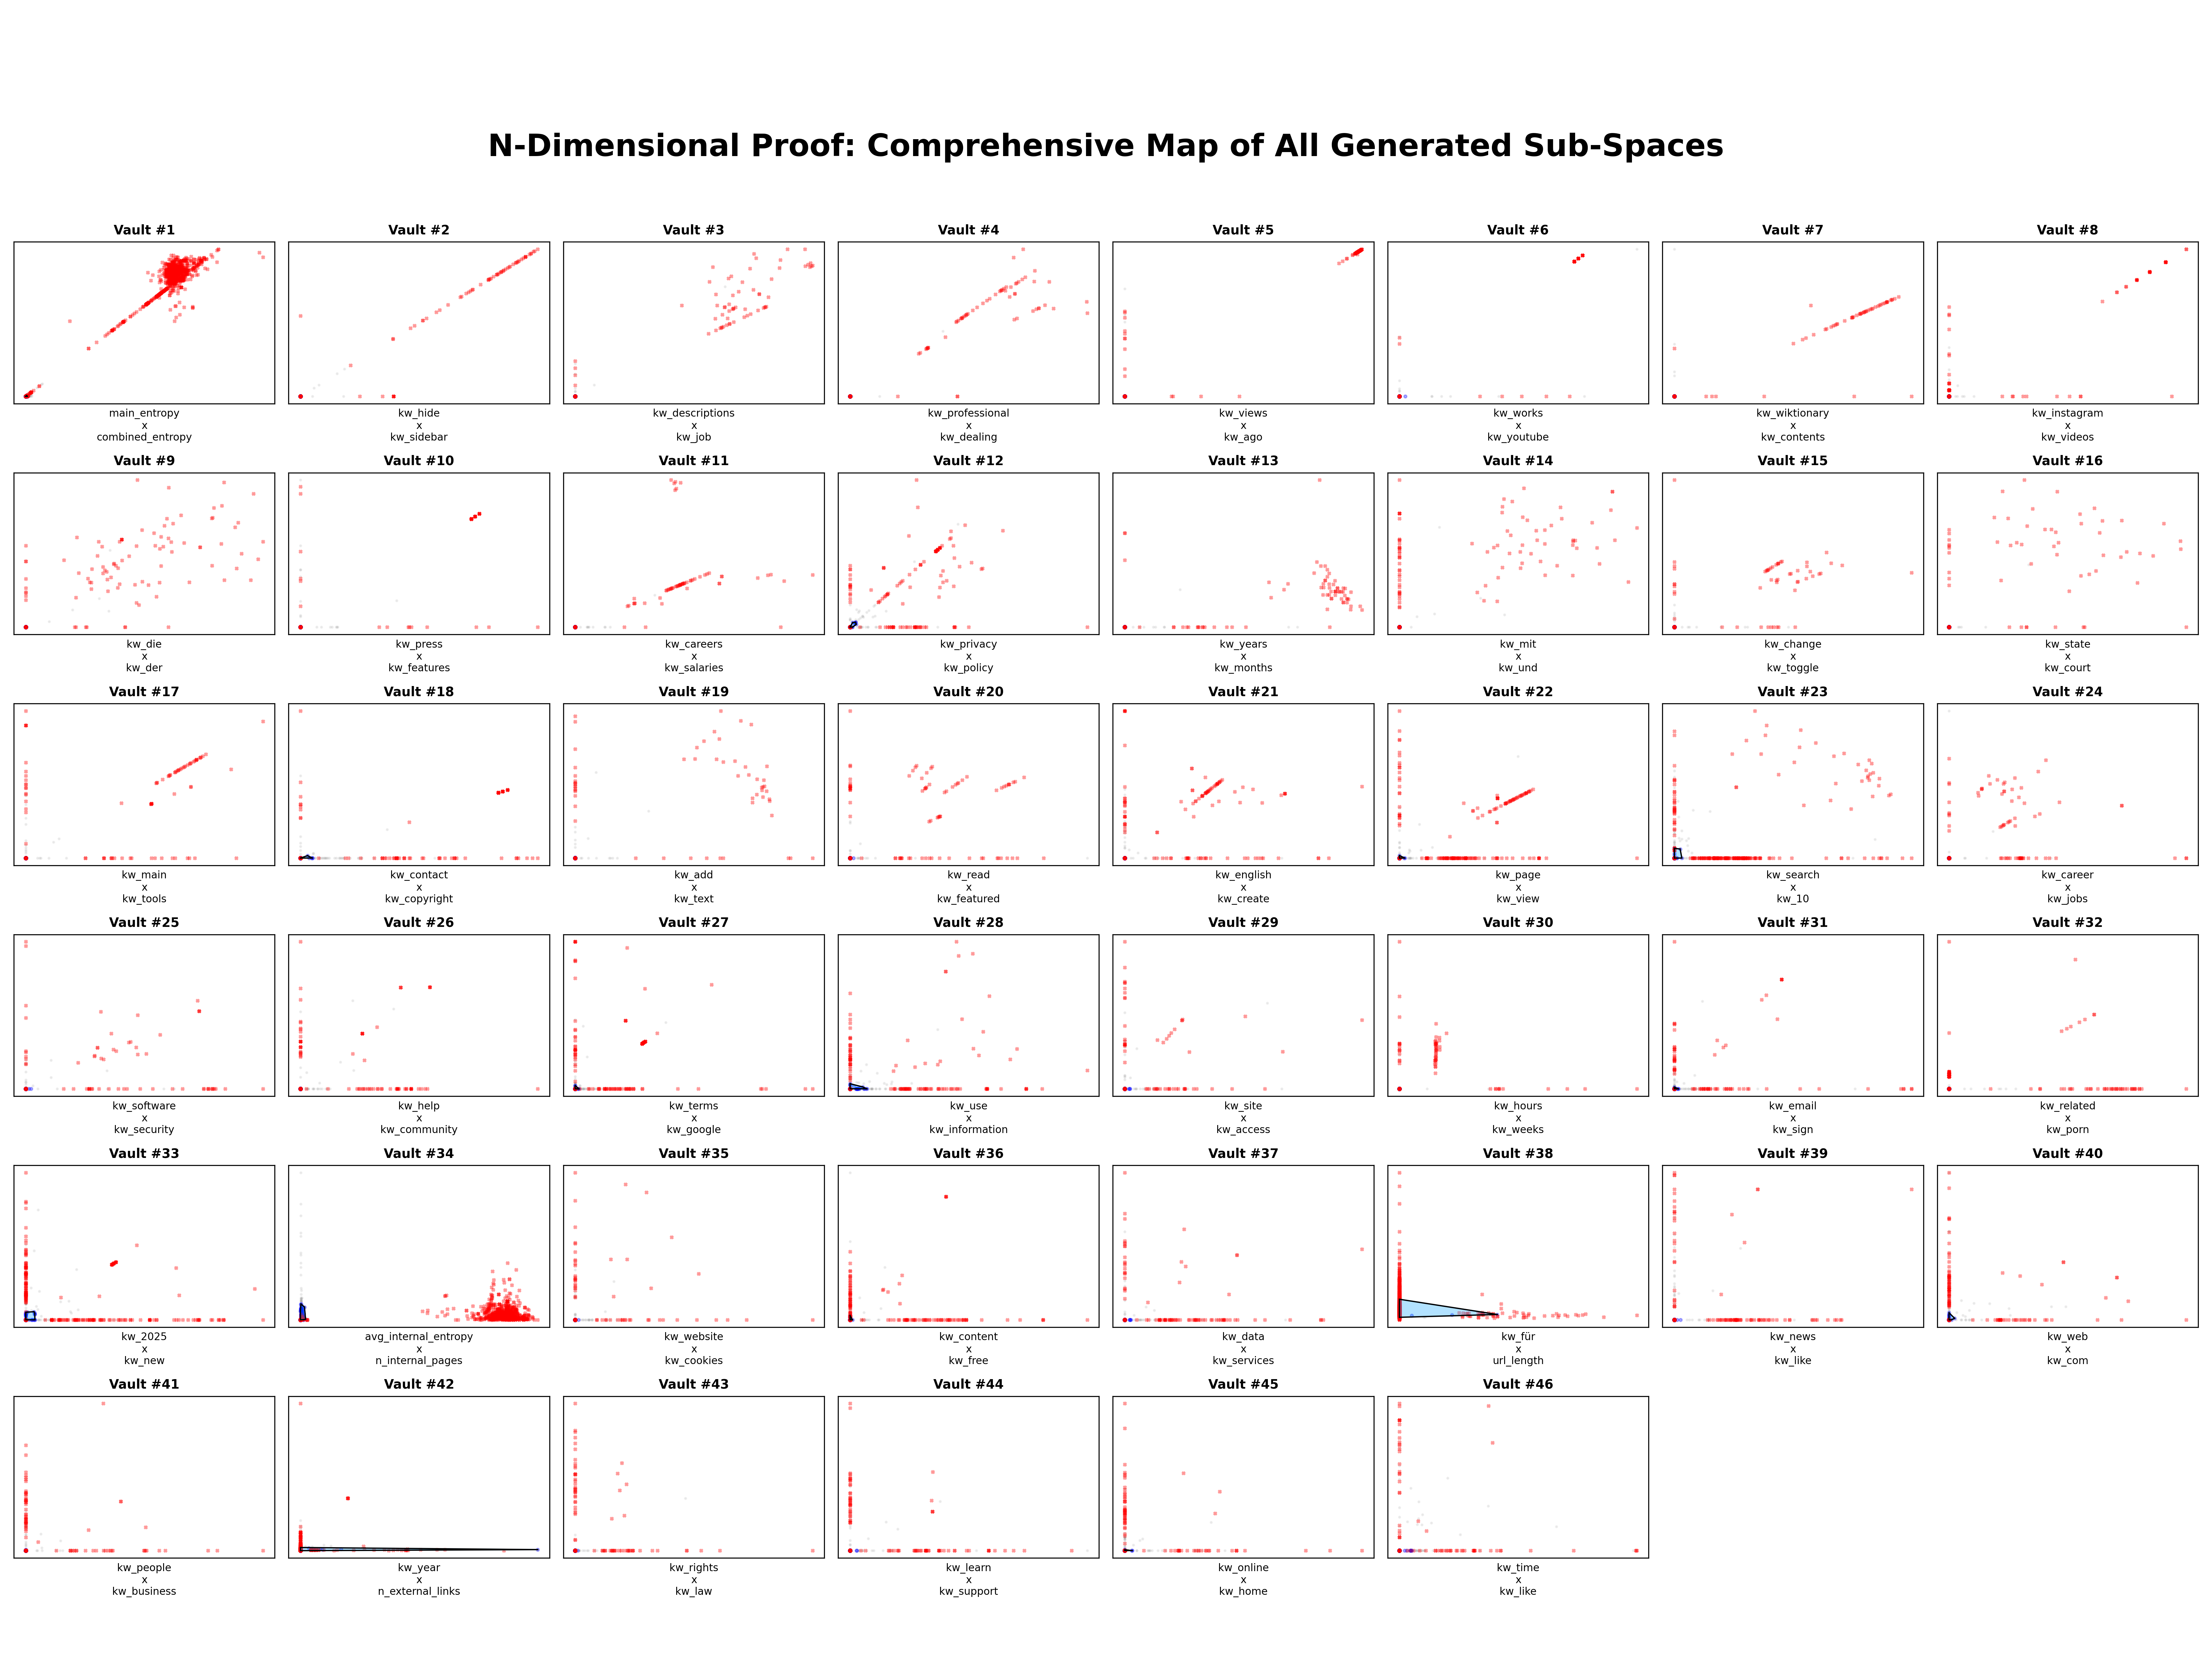 N-Dimensional Proof: Comprehensive Map of All Generated Sub-Spaces
Vault #1
main_entropy
x
combined_entropy
Vault #2
kw_hide
x
kw_sidebar
Vault #3
kw_descriptions
x
kw_job
Vault #4
kw_professional
x
kw_dealing
Vault #5
kw_views
x
kw_ago
Vault #6
kw_works
x
kw_youtube
Vault #7
kw_wiktionary
x
kw_contents
Vault #8
kw_instagram
x
kw_videos
Vault #9
kw_die
x
kw_der
Vault #10
kw_press
x
kw_features
Vault #11
kw_careers
x
kw_salaries
Vault #12
kw_privacy
x
kw_policy
Vault #13
kw_years
x
kw_months
Vault #14
kw_mit
x
kw_und
Vault #15
kw_change
x
kw_toggle
Vault #16
kw_state
x
kw_court
Vault #17
kw_main
x
kw_tools
Vault #18
kw_contact
x
kw_copyright
Vault #19
kw_add
x
kw_text
Vault #20
kw_read
x
kw_featured
Vault #21
kw_english
x
kw_create
Vault #22
kw_page
x
kw_view
Vault #23
kw_search
x
kw_10
Vault #24
kw_career
x
kw_jobs
Vault #25
kw_software
x
kw_security
Vault #26
kw_help
x
kw_community
Vault #27
kw_terms
x
kw_google
Vault #28
kw_use
x
kw_information
Vault #29
kw_site
x
kw_access
Vault #30
kw_hours
x
kw_weeks
Vault #31
kw_email
x
kw_sign
Vault #32
kw_related
x
kw_porn
Vault #33
kw_2025
x
kw_new
Vault #34
avg_internal_entropy
x
n_internal_pages
Vault #35
kw_website
x
kw_cookies
Vault #36
kw_content
x
kw_free
Vault #37
kw_data
x
kw_services
Vault #38
kw_für
x
url_length
Vault #39
kw_news
x
kw_like
Vault #40
kw_web
x
kw_com
Vault #41
kw_people
x
kw_business
Vault #42
kw_year
x
n_external_links
Vault #43
kw_rights
x
kw_law
Vault #44
kw_learn
x
kw_support
Vault #45
kw_online
x
kw_home
Vault #46
kw_time
x
kw_like